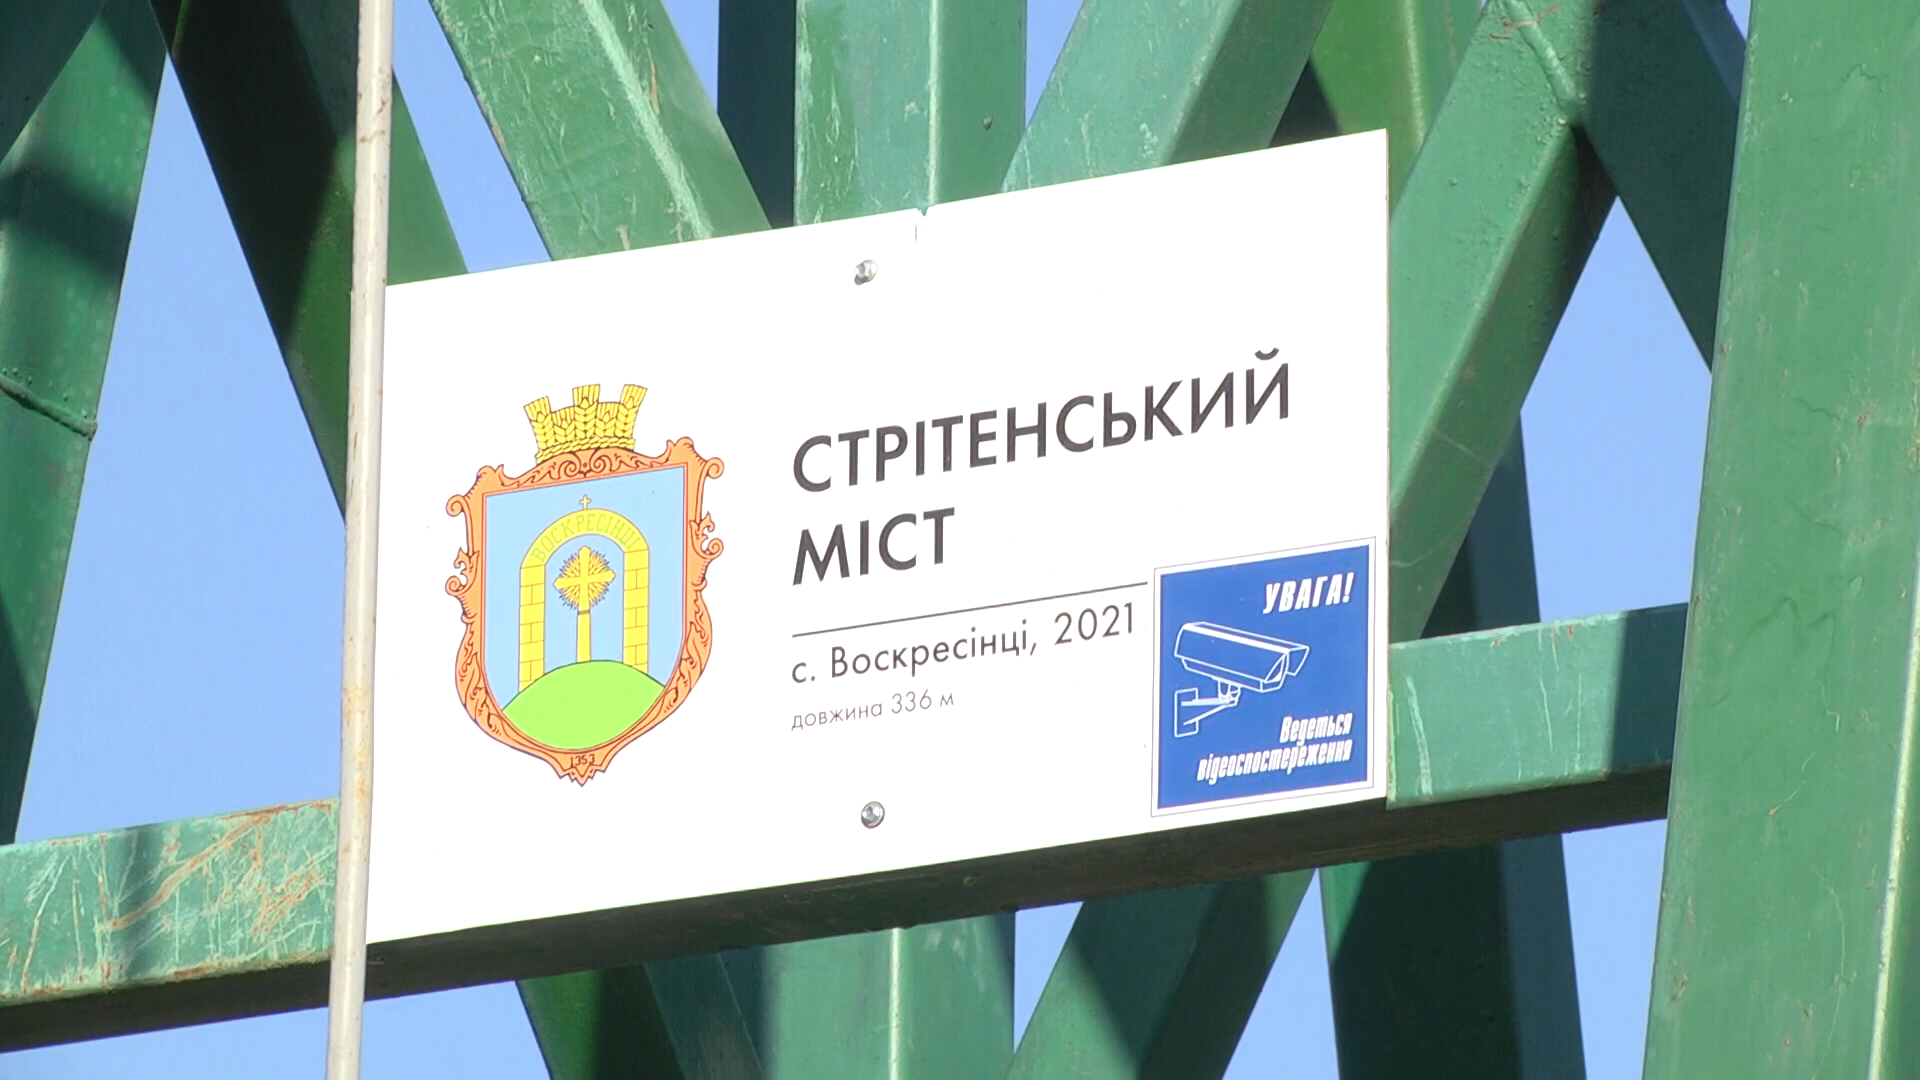 ВОСКРЕСІНЦІ
1353
СТРІТЕНСЬКИЙ
МІСТ
с. Воскресінці, 2021
довжина 336 м
УВАГА!
Ведеться
відеоспостереження